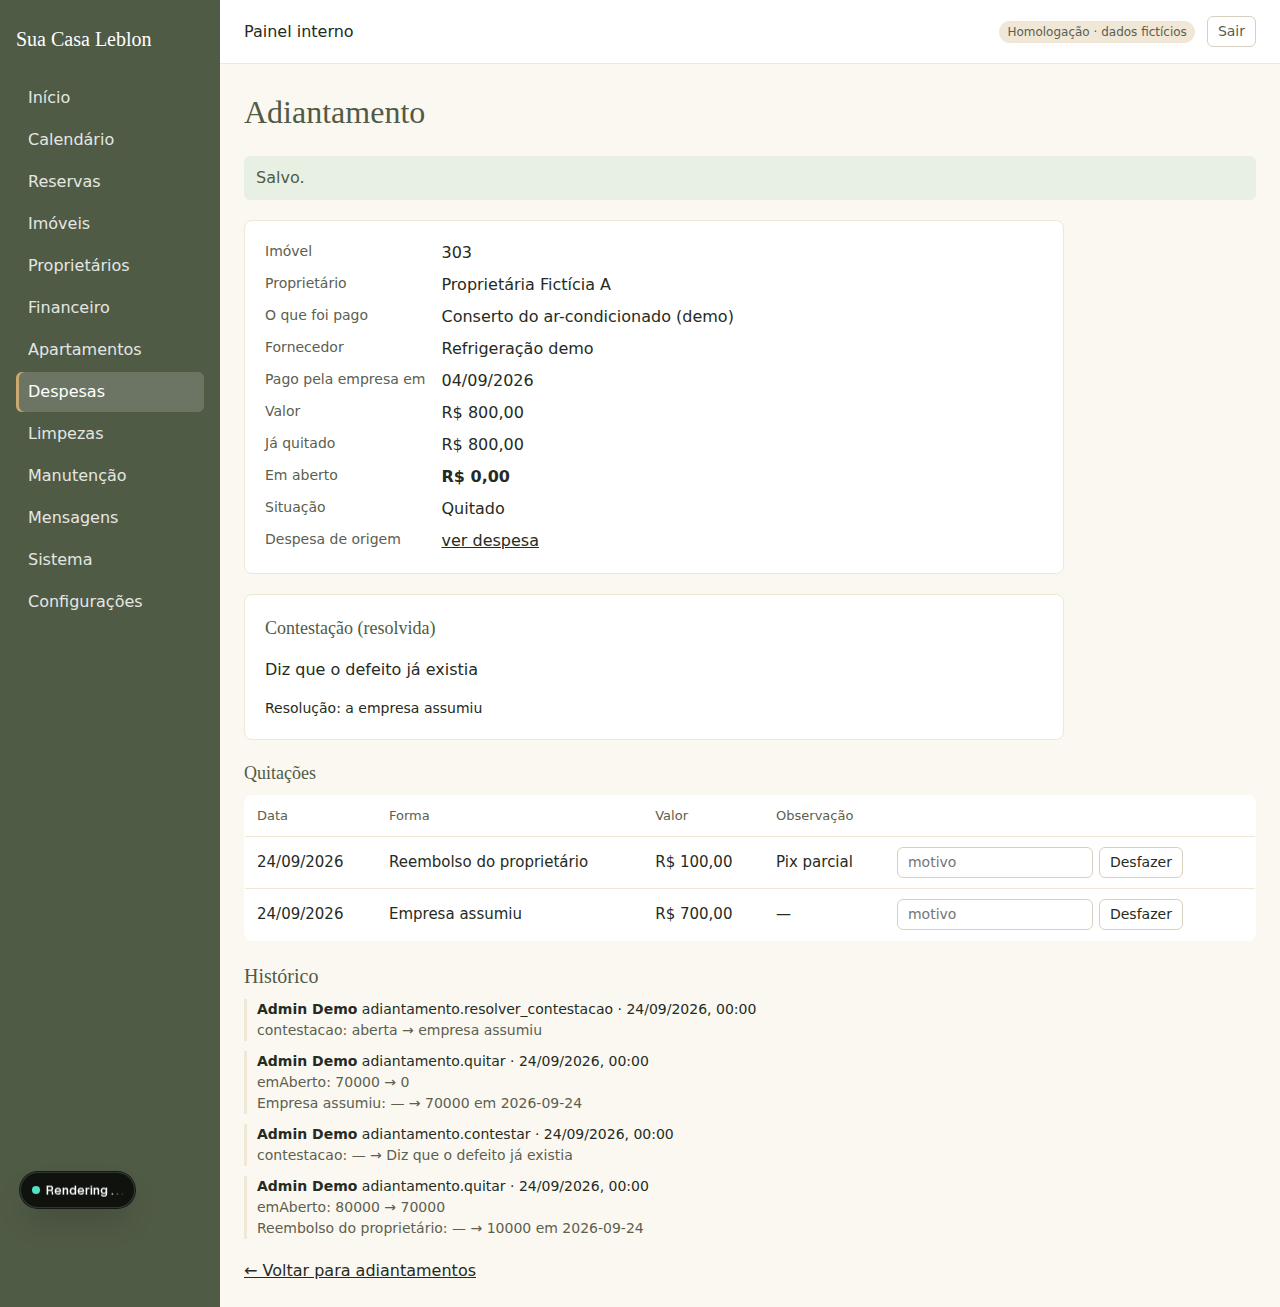 Sua Casa Leblon
Início
Calendário
Reservas
Imóveis
Proprietários
Financeiro
Apartamentos
Despesas
Limpezas
Manutenção
Mensagens
Sistema
Configurações
Rendering...
Painel interno
Homologação · dados fictícios
Sair
Adiantamento
Salvo.
Imóvel 303
Proprietário Proprietária Fictícia A
O que foi pago Conserto do ar-condicionado (demo)
Fornecedor Refrigeração demo
Pago pela empresa em 04/09/2026
Valor R$ 800,00
Já quitado R$ 800,00
Em aberto R$ 0,00
Situação Quitado
Despesa de origem ver despesa
Contestação (resolvida)
Diz que o defeito já existia
Resolução: a empresa assumiu
Quitações
Data Forma Valor Observação
24/09/2026 Reembolso do proprietário R$ 100,00 Pix parcial motivo Desfazer
24/09/2026 Empresa assumiu R$ 700,00 — motivo Desfazer
Histórico
Admin Demo adiantamento.resolver_contestacao · 24/09/2026, 00:00
contestacao: aberta → empresa assumiu
Admin Demo adiantamento.quitar · 24/09/2026, 00:00
emAberto: 70000 → 0
Empresa assumiu: — → 70000 em 2026-09-24
Admin Demo adiantamento.contestar · 24/09/2026, 00:00
contestacao: — → Diz que o defeito já existia
Admin Demo adiantamento.quitar · 24/09/2026, 00:00
emAberto: 80000 → 70000
Reembolso do proprietário: — → 10000 em 2026-09-24
← Voltar para adiantamentos